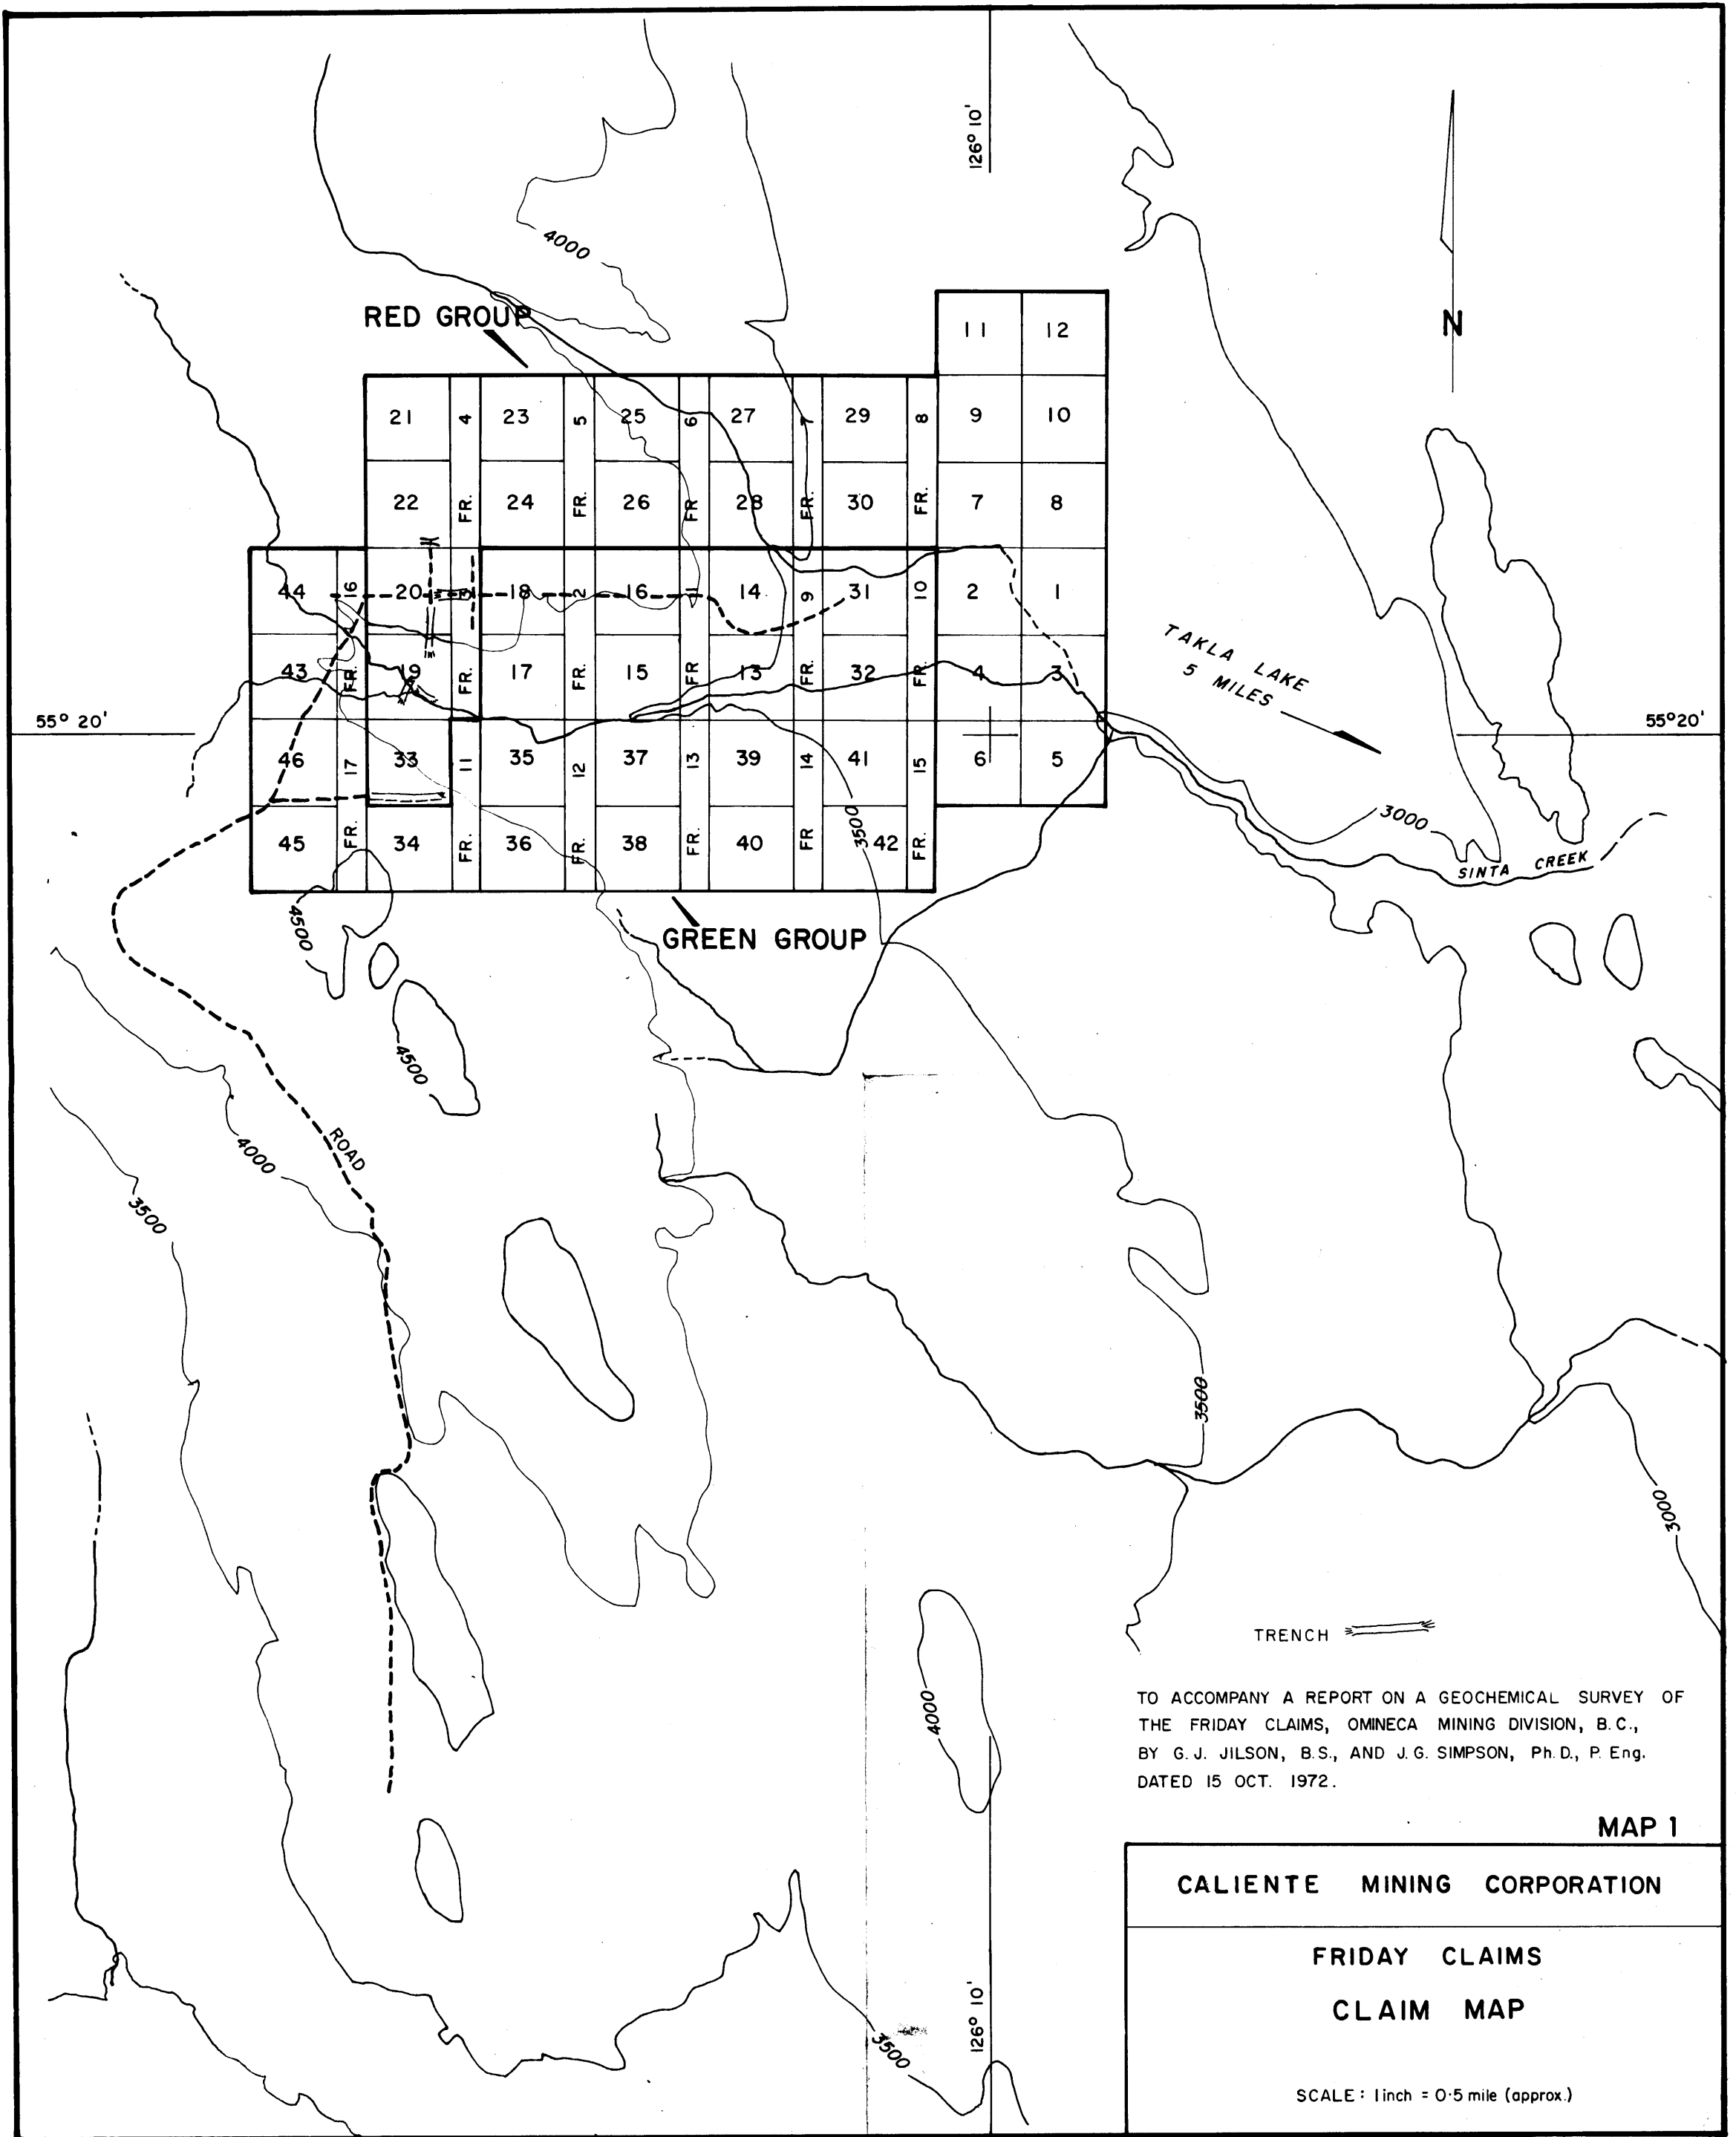 126° 10'
4000
RED GROUP
N
11 12
21 4 23 5 25 6 27 7 29 8 9 10
22 FR. 24 FR. 26 FR 28 FR. 30 FR. 7 8
44 16 20 3 18 2 16 1 14 9 31 10 2 1
43 FR. 19 FR. 17 FR. 15 FR 13 FR. 32 FR. 4 3
TAKLA LAKE
5 MILES
55° 20'
55°20'
46 17 33 11 35 12 37 13 39 14 41 15 6 5
45 FR. 34 FR. 36 FR. 38 FR. 40 FR 42 FR.
3500
3000
SINTA CREEK
4500
GREEN GROUP
4500
ROAD
4000
3500
3500
3000
4000
TRENCH
TO ACCOMPANY A REPORT ON A GEOCHEMICAL SURVEY OF
THE FRIDAY CLAIMS, OMINECA MINING DIVISION, B.C.,
BY G.J. JILSON, B.S., AND J.G. SIMPSON, Ph.D., P. Eng.
DATED 15 OCT. 1972.
MAP 1
CALIENTE MINING CORPORATION
FRIDAY CLAIMS
CLAIM MAP
SCALE: 1 inch = 0·5 mile (approx.)
126° 10'
3500